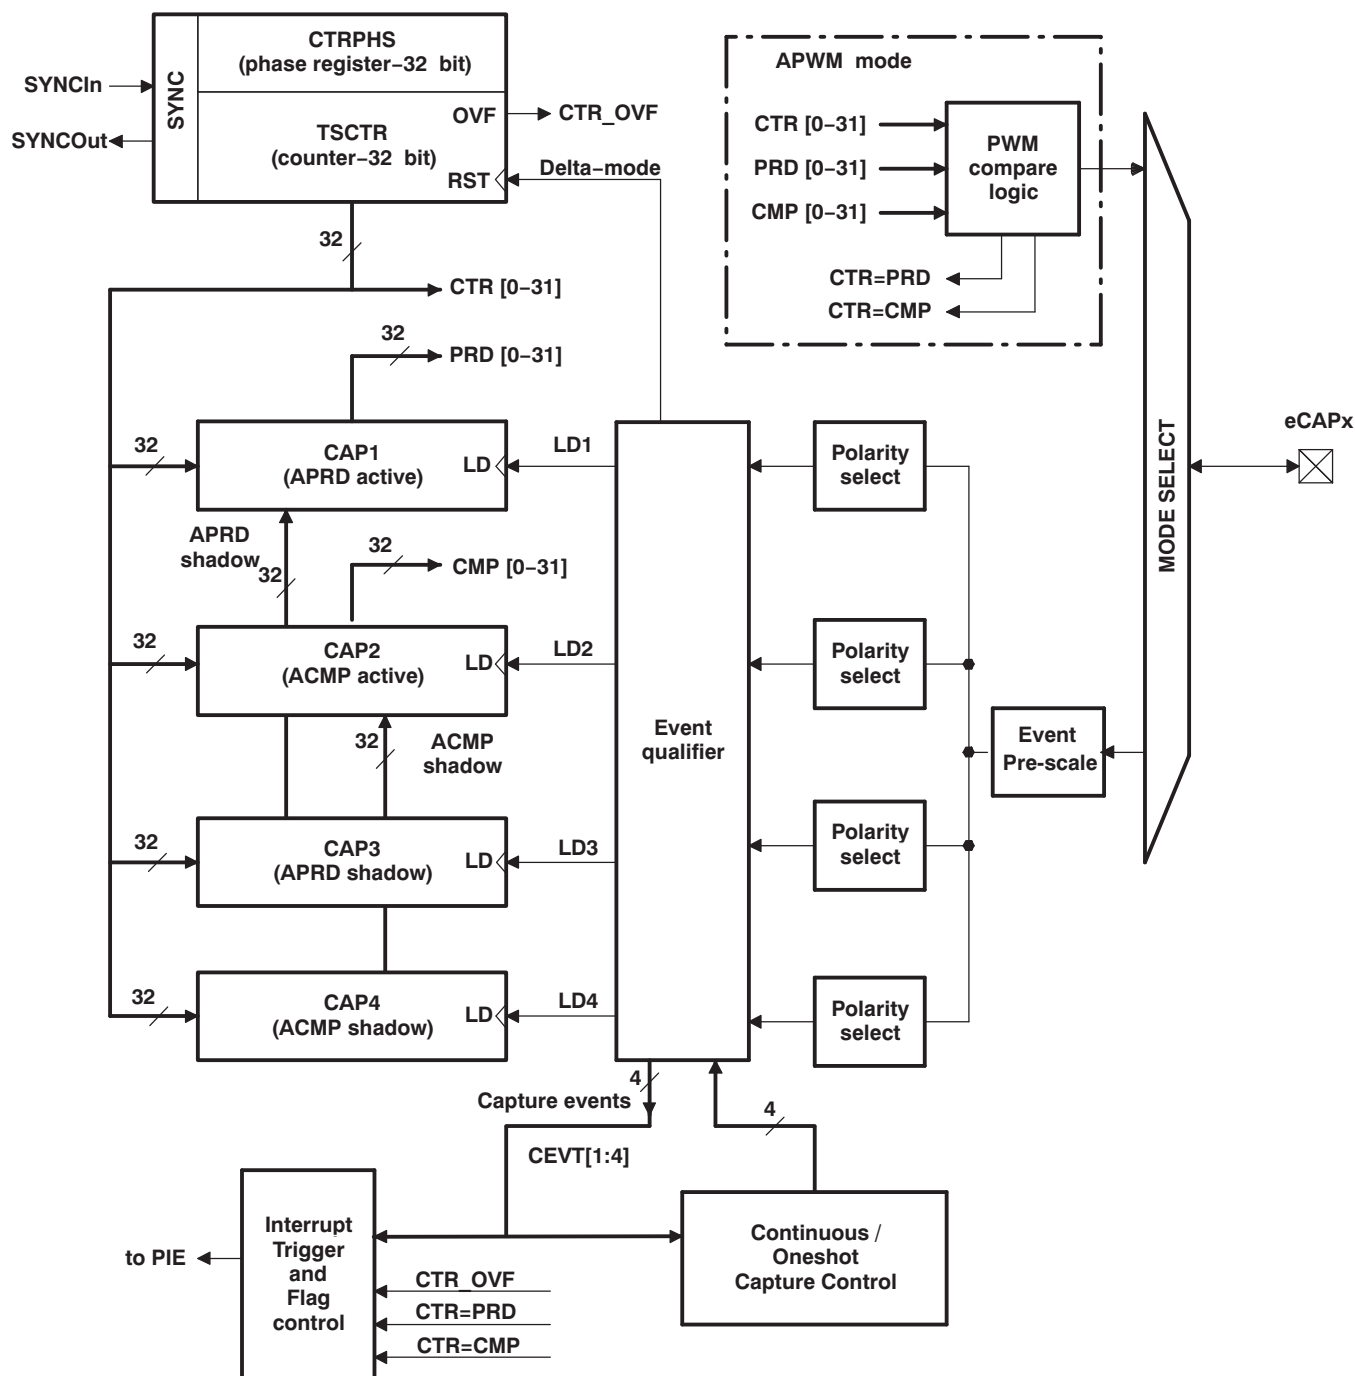 CTRPHS
(phase register−32 bit)
SYNC
SYNCIn
SYNCOut
TSCTR
(counter−32 bit)
OVF
RST
CTR_OVF
Delta−mode
APWM mode
CTR [0−31]
PRD [0−31]
CMP [0−31]
PWM
compare
logic
CTR=PRD
CTR=CMP
32
CTR [0−31]
32
PRD [0−31]
32
CAP1
(APRD active)
LD
LD1
Polarity
select
MODE SELECT
eCAPx
APRD
shadow
32
32
CMP [0−31]
32
CAP2
(ACMP active)
LD
LD2
Polarity
select
32
ACMP
shadow
Event
qualifier
Event
Pre-scale
32
CAP3
(APRD shadow)
LD
LD3
Polarity
select
32
CAP4
(ACMP shadow)
LD
LD4
Polarity
select
4
Capture events
4
CEVT[1:4]
to PIE
Interrupt
Trigger
and
Flag
control
CTR_OVF
CTR=PRD
CTR=CMP
Continuous /
Oneshot
Capture Control